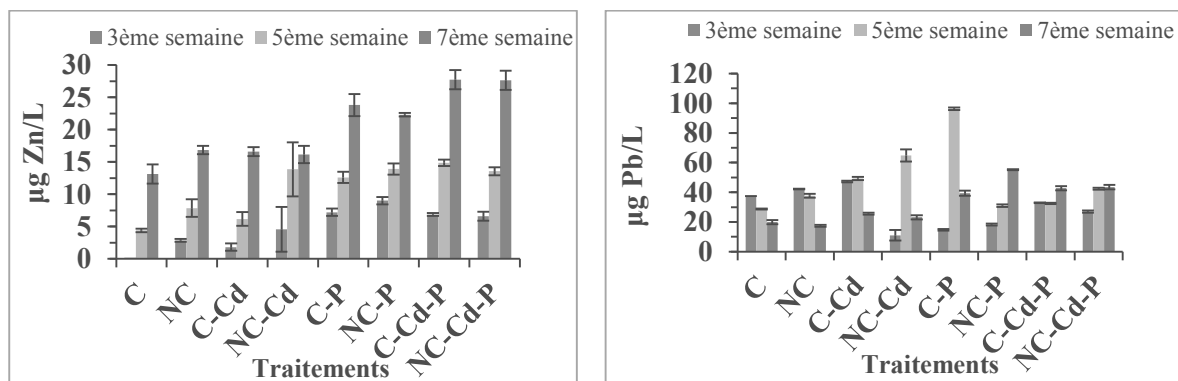 3ème semaine 5ème semaine 7ème semaine
30
25
20
15
10
5
0
µg Zn/L
C NC C-Cd NC-Cd C-P NC-P C-Cd-P NC-Cd-P
Traitements
3ème semaine 5ème semaine 7ème semaine
120
100
80
60
40
20
0
µg Pb/L
C NC C-Cd NC-Cd C-P NC-P C-Cd-P NC-Cd-P
Traitements